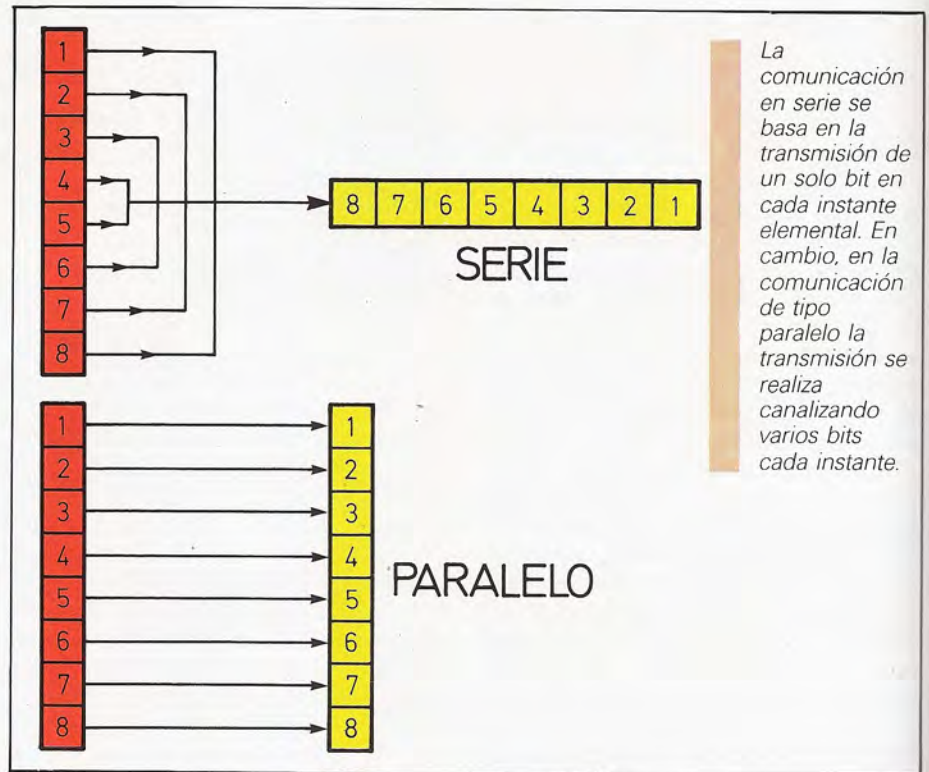 1
2
3
4
5
6
7
8
8 7 6 5 4 3 2 1
SERIE
La
comunicación
en serie se
basa en la
transmisión de
un solo bit en
cada instante
elemental. En
cambio, en la
comunicación
de tipo
paralelo la
transmisión se
realiza
canalizando
varios bits
cada instante.
1 1
2 2
3 3
4 4
5 5
6 6
7 7
8 8
PARALELO